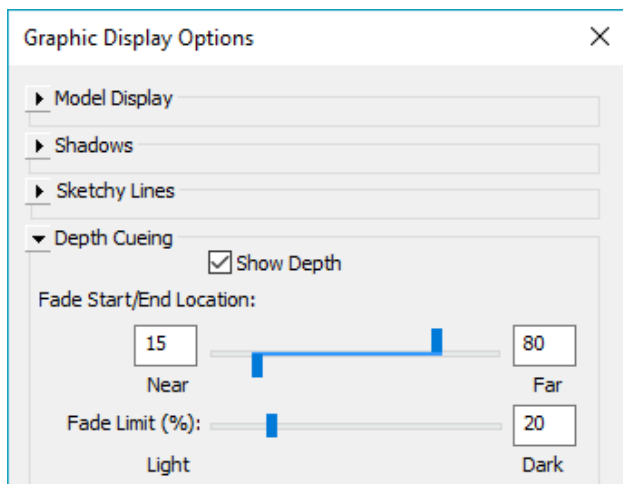 Graphic Display Options
Model Display
Shadows
Sketchy Lines
Depth Cueing
Show Depth
Fade Start/End Location:
15 80
Near Far
Fade Limit (%): 20
Light Dark